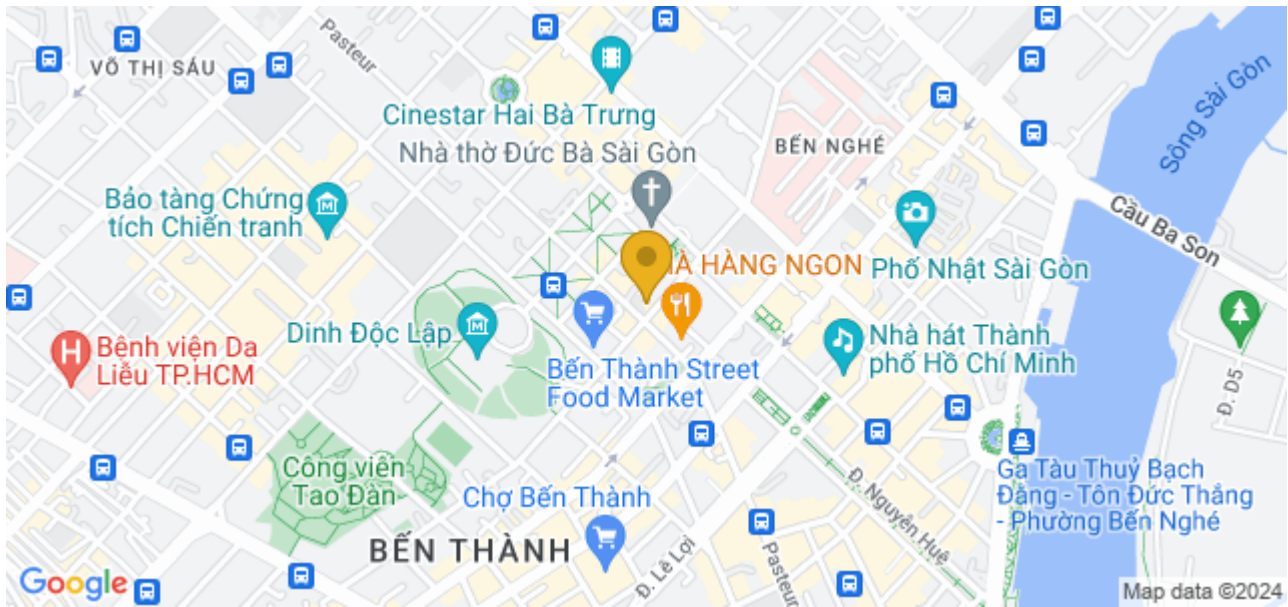 Pasteur
VÕ THỊ SÁU
Cinestar Hai Bà Trưng
Nhà thờ Đức Bà Sài Gòn
BẾN NGHÉ
Sông Sài Gòn
Bảo tàng Chứng
tích Chiến tranh
Cầu Ba Son
HÀNG NGON
Phố Nhật Sài Gòn
Dinh Độc Lập
Bệnh viện Da
Liễu TP.HCM
Bến Thành Street
Food Market
Nhà hát Thành
phố Hồ Chí Minh
Đ. D5
Công viên
Tao Đàn
Chợ Bến Thành
Đ. Nguyễn Huệ
Ga Tàu Thuỷ Bạch
Đằng - Tôn Đức Thắng
- Phường Bến Nghé
BẾN THÀNH
Đ. Lê Lợi
Pasteur
Google
Map data ©2024